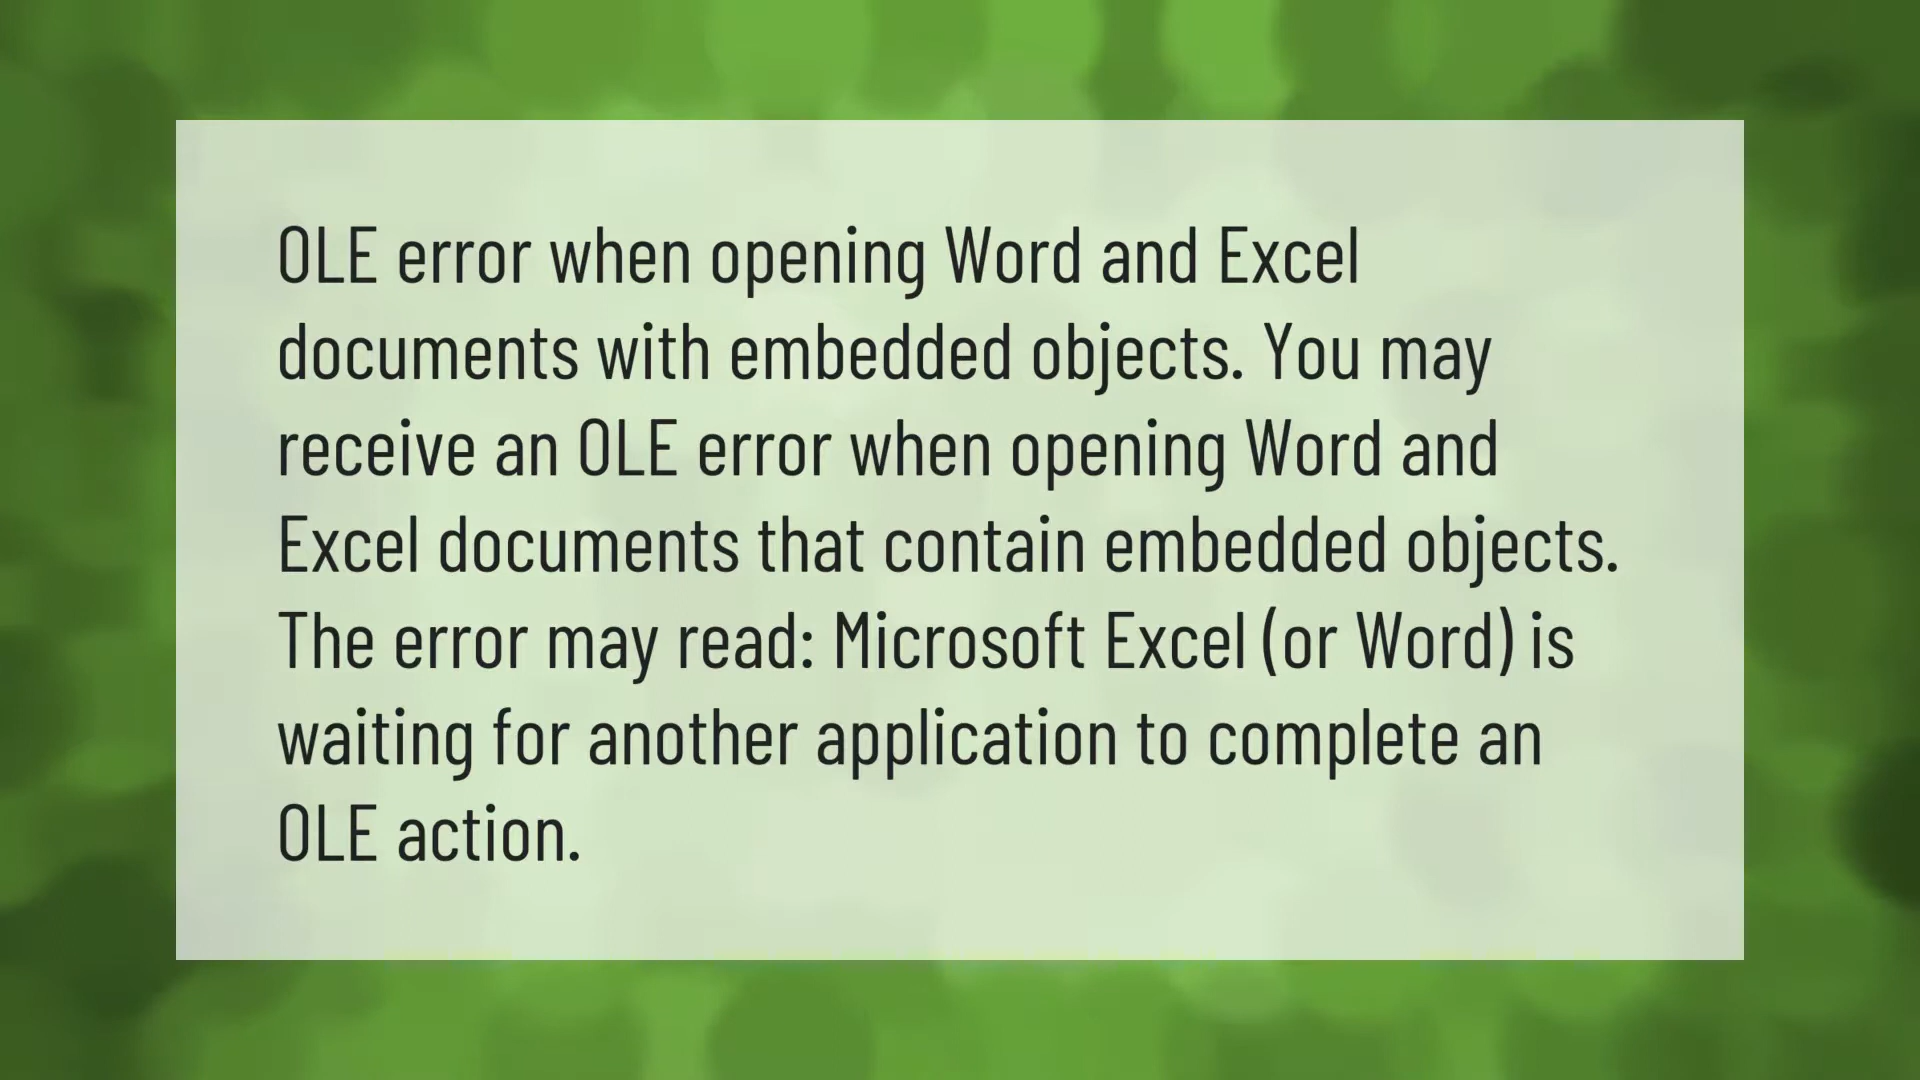 OLE error when opening Word and Excel
documents with embedded objects. You may
receive an OLE error when opening Word and
Excel documents that contain embedded objects.
The error may read: Microsoft Excel (or Word) is
waiting for another application to complete an
OLE action.